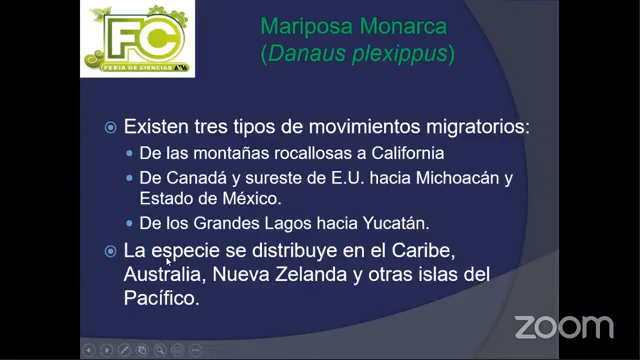 FC
FERIA DE CIENCIAS
Mariposa Monarca
(Danaus plexippus)
Existen tres tipos de movimientos migratorios:
De las montañas rocallosas a California
De Canadá y sureste de E.U. hacia Michoacán y
Estado de México.
De los Grandes Lagos hacia Yucatán.
La especie se distribuye en el Caribe,
Australia, Nueva Zelanda y otras islas del
Pacífico.
zoom